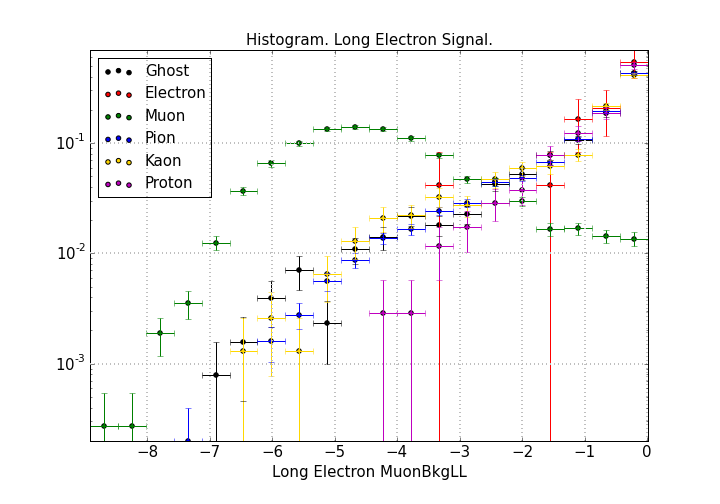 Histogram. Long Electron Signal.
Ghost
Electron
Muon
Pion
Kaon
Proton
10⁻¹
10⁻²
10⁻³
−8 −7 −6 −5 −4 −3 −2 −1 0
Long Electron MuonBkgLL